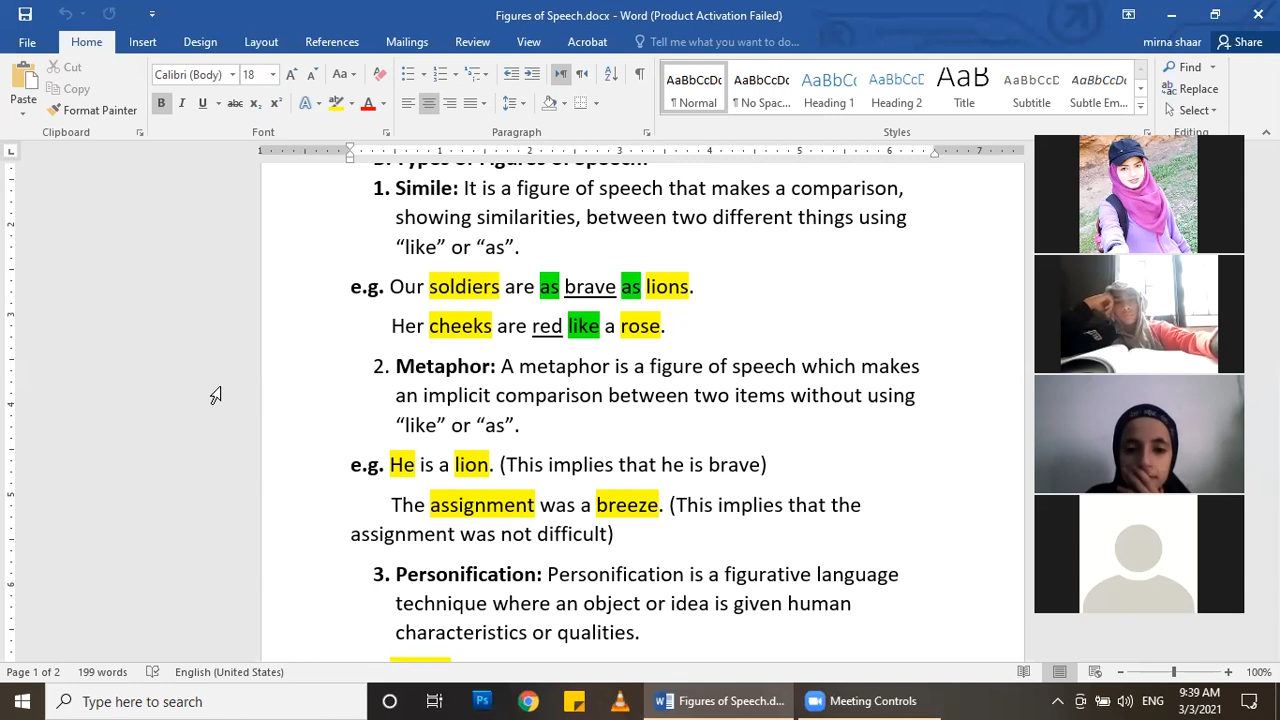 Figures of Speech.docx - Word (Product Activation Failed)
File Home Insert Design Layout References Mailings Review View Acrobat Tell me what you want to do... mirna shaar Share
Paste Cut Copy Format Painter
Calibri (Body) 18
AaBbCcDc AaBbCcDc AaBbCc AaBbCcD AaB AaBbCcD AaBbCcD
¶ Normal ¶ No Spac... Heading 1 Heading 2 Title Subtitle Subtle Em...
Find Replace Select
Clipboard Font Paragraph Styles Editing
B. Types of Figures of Speech:
1. Simile: It is a figure of speech that makes a comparison,
showing similarities, between two different things using
“like” or “as”.
e.g. Our soldiers are as brave as lions.
Her cheeks are red like a rose.
2. Metaphor: A metaphor is a figure of speech which makes
an implicit comparison between two items without using
“like” or “as”.
e.g. He is a lion. (This implies that he is brave)
The assignment was a breeze. (This implies that the
assignment was not difficult)
3. Personification: Personification is a figurative language
technique where an object or idea is given human
characteristics or qualities.
Page 1 of 2 199 words English (United States) 100%
Type here to search Figures of Speech.d... Meeting Controls ENG 9:39 AM
3/3/2021